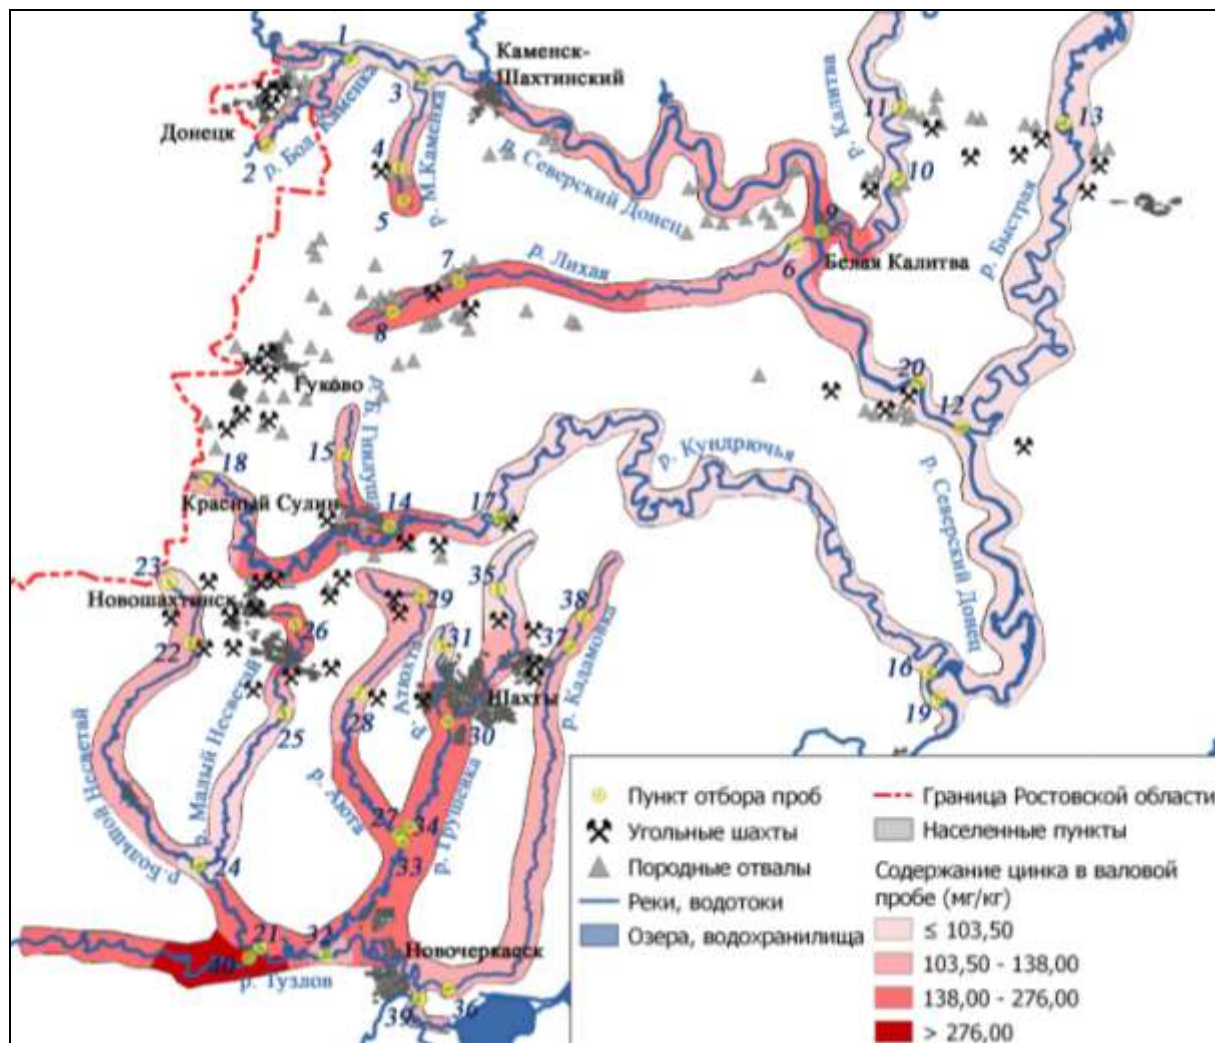 1
Каменск-
Шахтинский
3
11
13
Донецк
2
р. Бол. Каменка
4
р. М.Каменка
5
р. Северский Донец
р. Калитва
10
9
р. Быстрая
6
Белая Калитва
7
р. Лихая
8
Гуково
р. Б. Гнилуша
20
12
15
18
Красный Сулин
14
17
р. Кундрючья
р. Северский Донец
23
Новошахтинск
22
26
29
35
38
31
37
р. Кадамовка
16
19
р. Малый Несветай
25
28
р. Атюхта
Шахты
30
р. Большой Несветай
р. Аюта
27
34
33
р. Грушевка
24
21
40
32
р. Тузлов
Новочеркасск
39
36
Пункт отбора проб
Угольные шахты
Породные отвалы
Реки, водотоки
Озера, водохранилища
Граница Ростовской области
Населенные пункты
Содержание цинка в валовой
пробе (мг/кг)
≤ 103,50
103,50 - 138,00
138,00 - 276,00
> 276,00